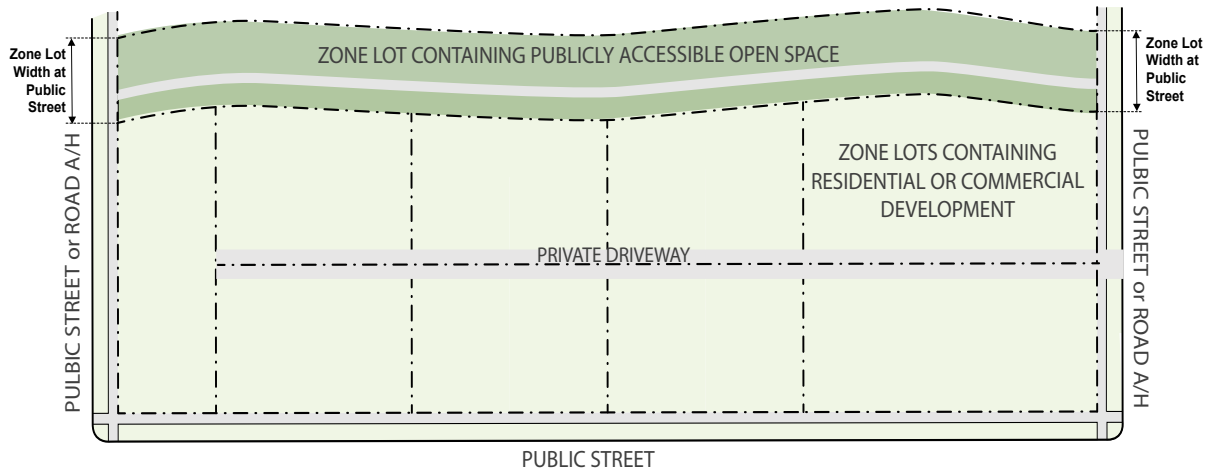 Zone Lot
Width at
Public
Street
ZONE LOT CONTAINING PUBLICLY ACCESSIBLE OPEN SPACE
Zone Lot
Width at
Public
Street
PULBIC STREET or ROAD A/H
ZONE LOTS CONTAINING
RESIDENTIAL OR COMMERCIAL
DEVELOPMENT
PULBIC STREET or ROAD A/H
PRIVATE DRIVEWAY
PUBLIC STREET